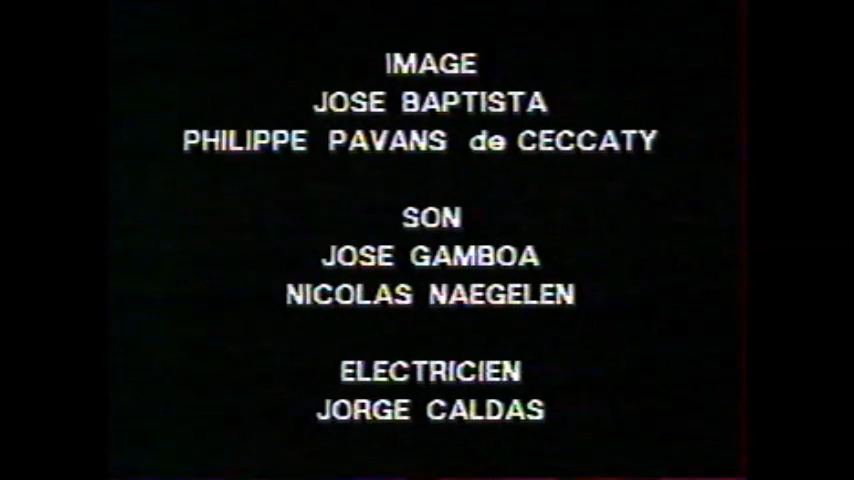 IMAGE
JOSE BAPTISTA
PHILIPPE PAVANS de CECCATY
SON
JOSE GAMBOA
NICOLAS NAEGELEN
ELECTRICIEN
JORGE CALDAS